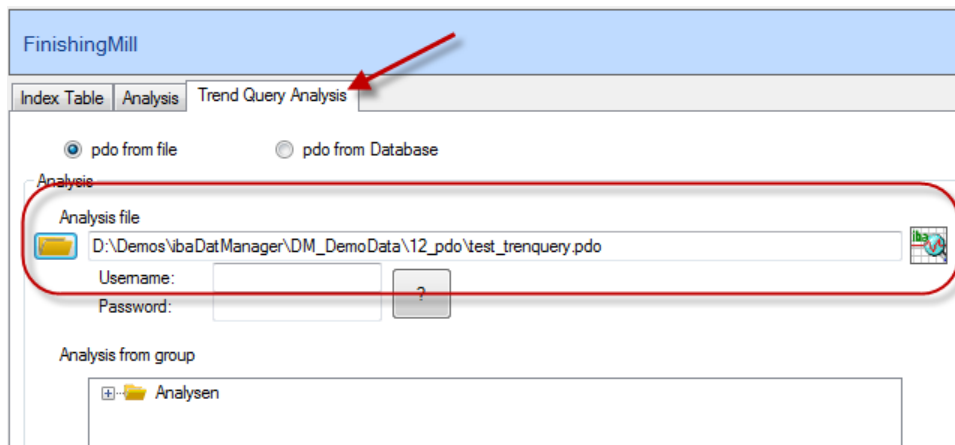 FinishingMill
Index Table Analysis Trend Query Analysis
pdo from file pdo from Database
Analysis
Analysis file
D:\Demos\ibaDatManager\DM_DemoData\12_pdo\test_trenquery.pdo
iba
Username:
?
Password:
Analysis from group
Analysen